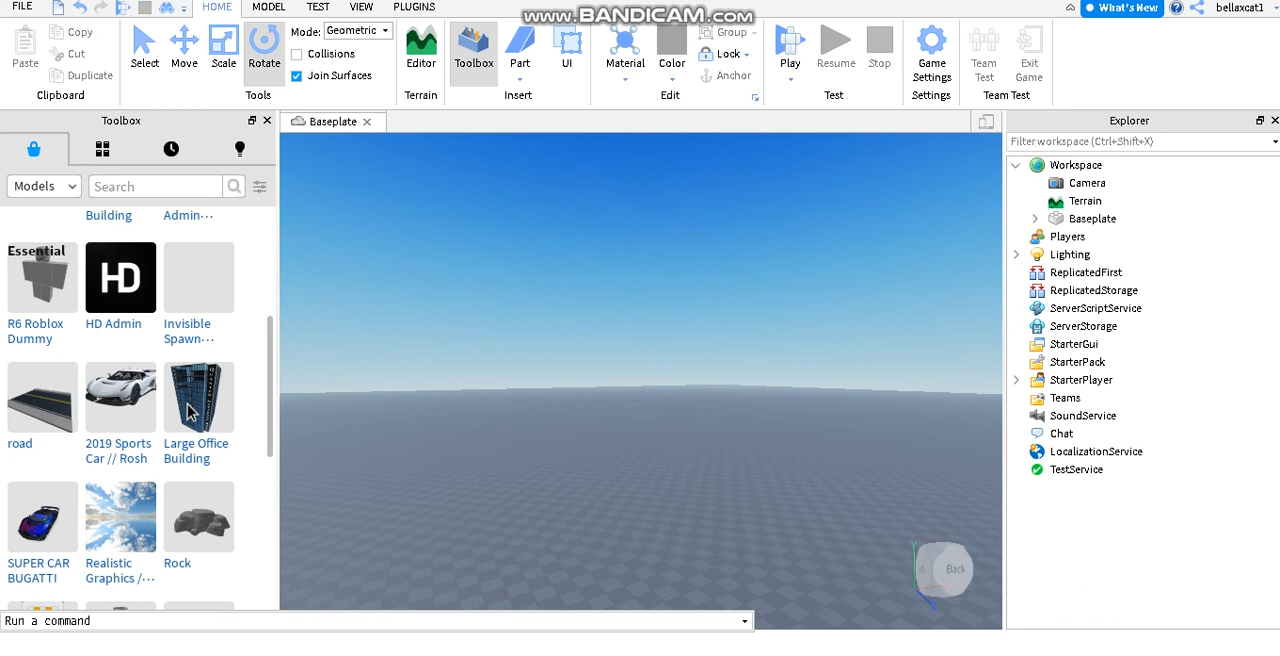 FILE HOME MODEL TEST VIEW PLUGINS
www.BANDICAM.com
What's New bellaxcat1
Paste Copy Cut Duplicate
Clipboard
Select Move Scale Rotate
Mode: Geometric
Collisions
Join Surfaces
Tools
Editor
Terrain
Toolbox Part UI
Insert
Material Color Group Lock Anchor
Edit
Play Resume Stop
Test
Game Settings
Settings
Team Test Exit Game
Team Test
Toolbox
Models Search
Building Admin...
Essential
HD
R6 Roblox Dummy
HD Admin
Invisible Spawn...
road
2019 Sports Car // Rosh
Large Office Building
SUPER CAR BUGATTI
Realistic Graphics /...
Rock
Baseplate
Back
Y
Run a command
Explorer
Filter workspace (Ctrl+Shift+X)
Workspace
Camera
Terrain
Baseplate
Players
Lighting
ReplicatedFirst
ReplicatedStorage
ServerScriptService
ServerStorage
StarterGui
StarterPack
StarterPlayer
Teams
SoundService
Chat
LocalizationService
TestService